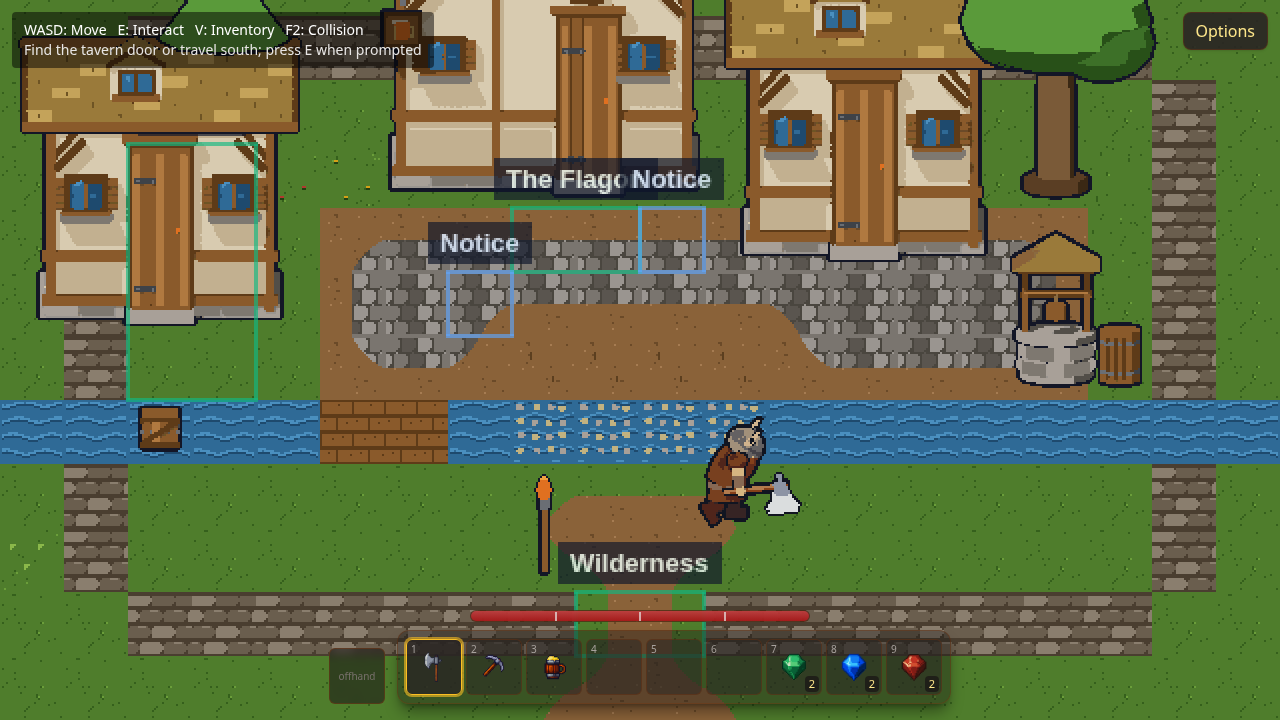 WASD: Move E: Interact V: Inventory F2: Collision
Find the tavern door or travel south; press E when prompted
Options
The Flago
Notice
Notice
Wilderness
1
2
3
4
5
6
7
8
9
offhand
2
2
2